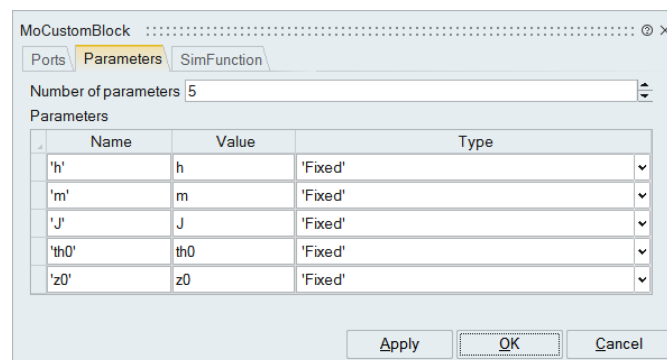 MoCustomBlock
Ports Parameters SimFunction
Number of parameters 5
Parameters
Name Value Type
'h' h 'Fixed'
'm' m 'Fixed'
'J' J 'Fixed'
'th0' th0 'Fixed'
'z0' z0 'Fixed'
Apply OK Cancel